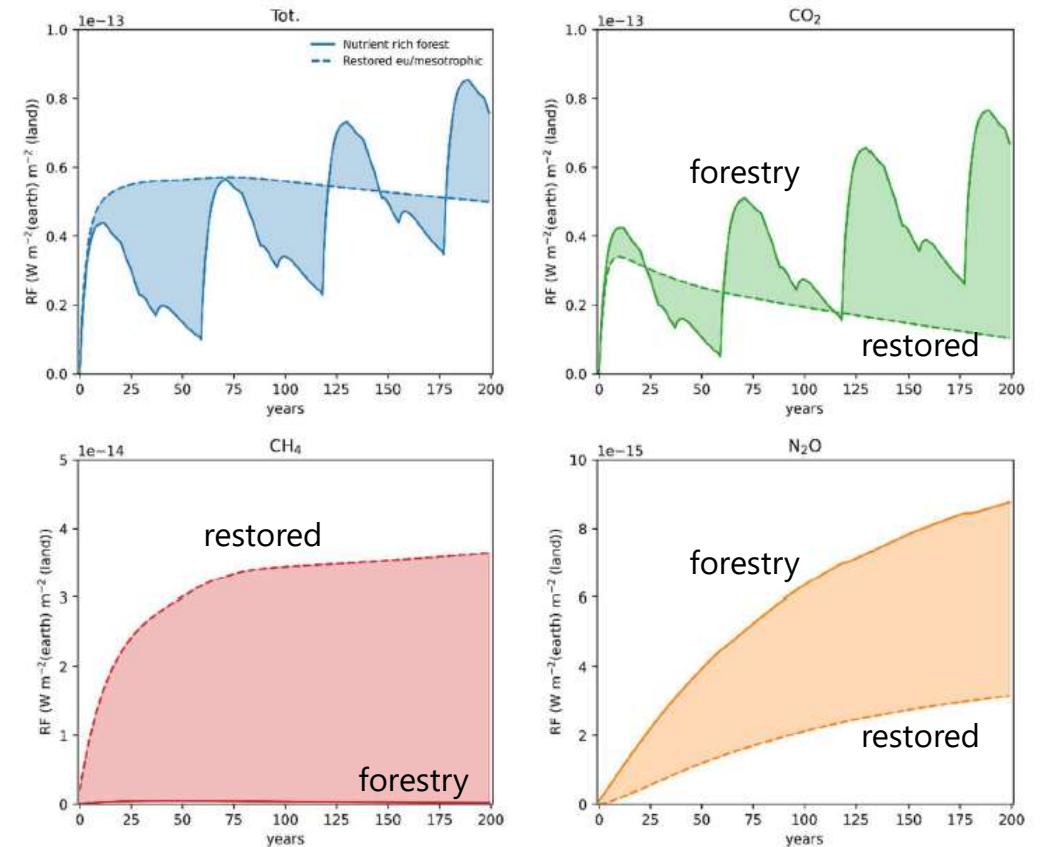 Tot.
1e−13
RF (W m⁻²(earth) m⁻² (land))
1.0
0.8
0.6
0.4
0.2
0.0
Nutrient rich forest
Restored eu/mesotrophic
0 25 50 75 100 125 150 175 200
years
CO₂
1e−13
RF (W m⁻²(earth) m⁻² (land))
1.0
0.8
0.6
0.4
0.2
0.0
forestry
restored
0 25 50 75 100 125 150 175 200
years
CH₄
1e−14
RF (W m⁻²(earth) m⁻² (land))
5
4
3
2
1
0
restored
forestry
0 25 50 75 100 125 150 175 200
years
N₂O
1e−15
RF (W m⁻²(earth) m⁻² (land))
10
8
6
4
2
0
forestry
restored
0 25 50 75 100 125 150 175 200
years